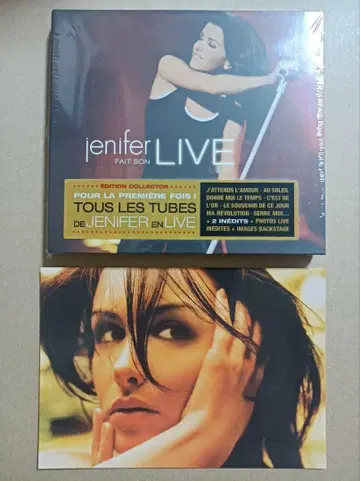 jenifer
FAIT SON LIVE
ÉDITION COLLECTOR
POUR LA PREMIÈRE FOIS !
TOUS LES TUBES
DE JENIFER EN LIVE
J'ATTENDS L'AMOUR - AU SOLEIL
DONNE MOI LE TEMPS - C'EST DE
L'OR - LE SOUVENIR DE CE JOUR
MA RÉVOLUTION - SERRE MOI...
+ 2 INÉDITS + PHOTOS LIVE
INÉDITES + IMAGES BACKSTAGE